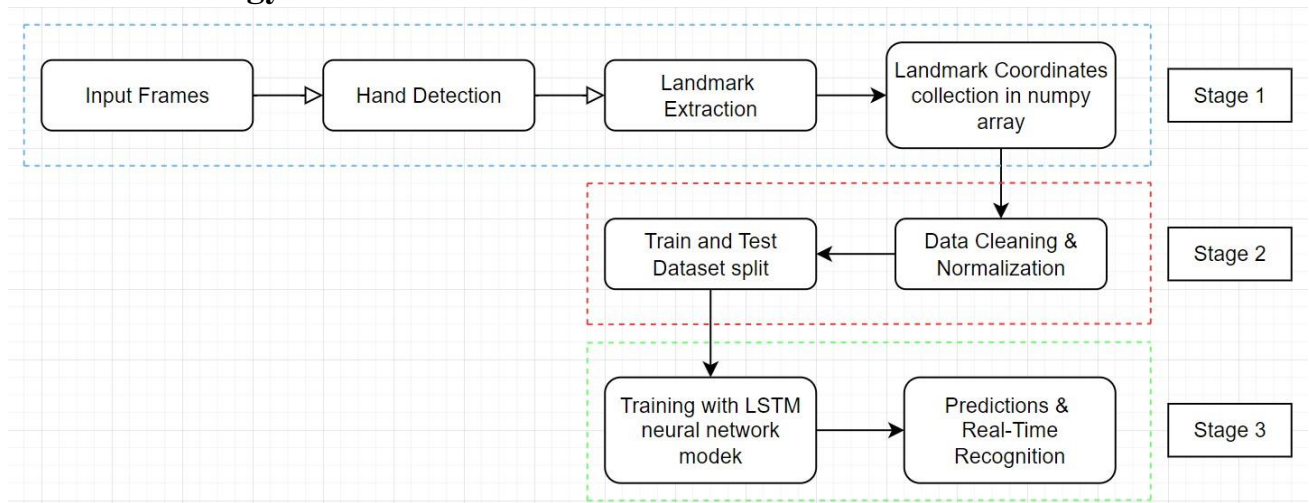 gy
Input Frames
Hand Detection
Landmark
Extraction
Landmark Coordinates
collection in numpy
array
Stage 1
Train and Test
Dataset split
Data Cleaning &
Normalization
Stage 2
Training with LSTM
neural network
modek
Predictions &
Real-Time
Recognition
Stage 3